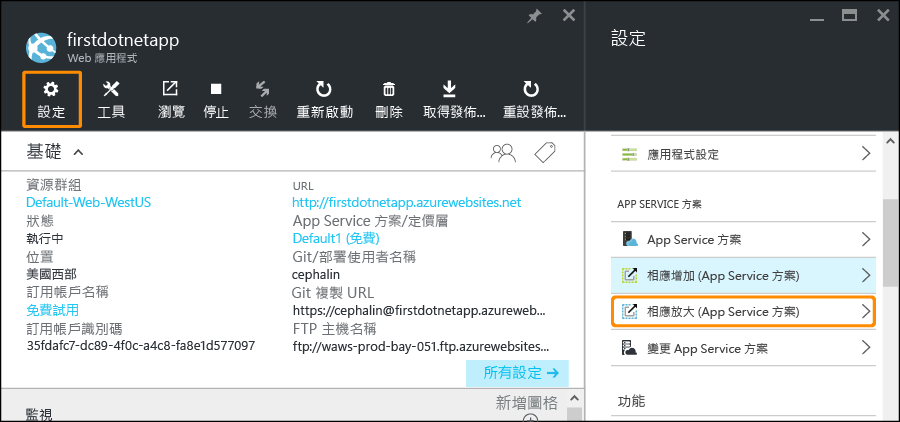 firstdotnetapp
Web 應用程式
設定
工具
瀏覽
停止
交換
重新啟動
刪除
取得發佈...
重設發佈...
基礎
資源群組
Default-Web-WestUS
狀態
執行中
位置
美國西部
訂用帳戶名稱
免費試用
訂用帳戶識別碼
35fdafc7-dc89-4f0c-a4c8-fa8e1d577097
URL
http://firstdotnetapp.azurewebsites.net
App Service 方案/定價層
Default1 (免費)
Git/部署使用者名稱
cephalin
Git 複製 URL
https://cephalin@firstdotnetapp.azureweb...
FTP 主機名稱
ftp://waws-prod-bay-051.ftp.azurewebsites...
所有設定 →
監視
新增圖格
設定
應用程式設定
APP SERVICE 方案
App Service 方案
相應增加 (App Service 方案)
相應放大 (App Service 方案)
變更 App Service 方案
功能